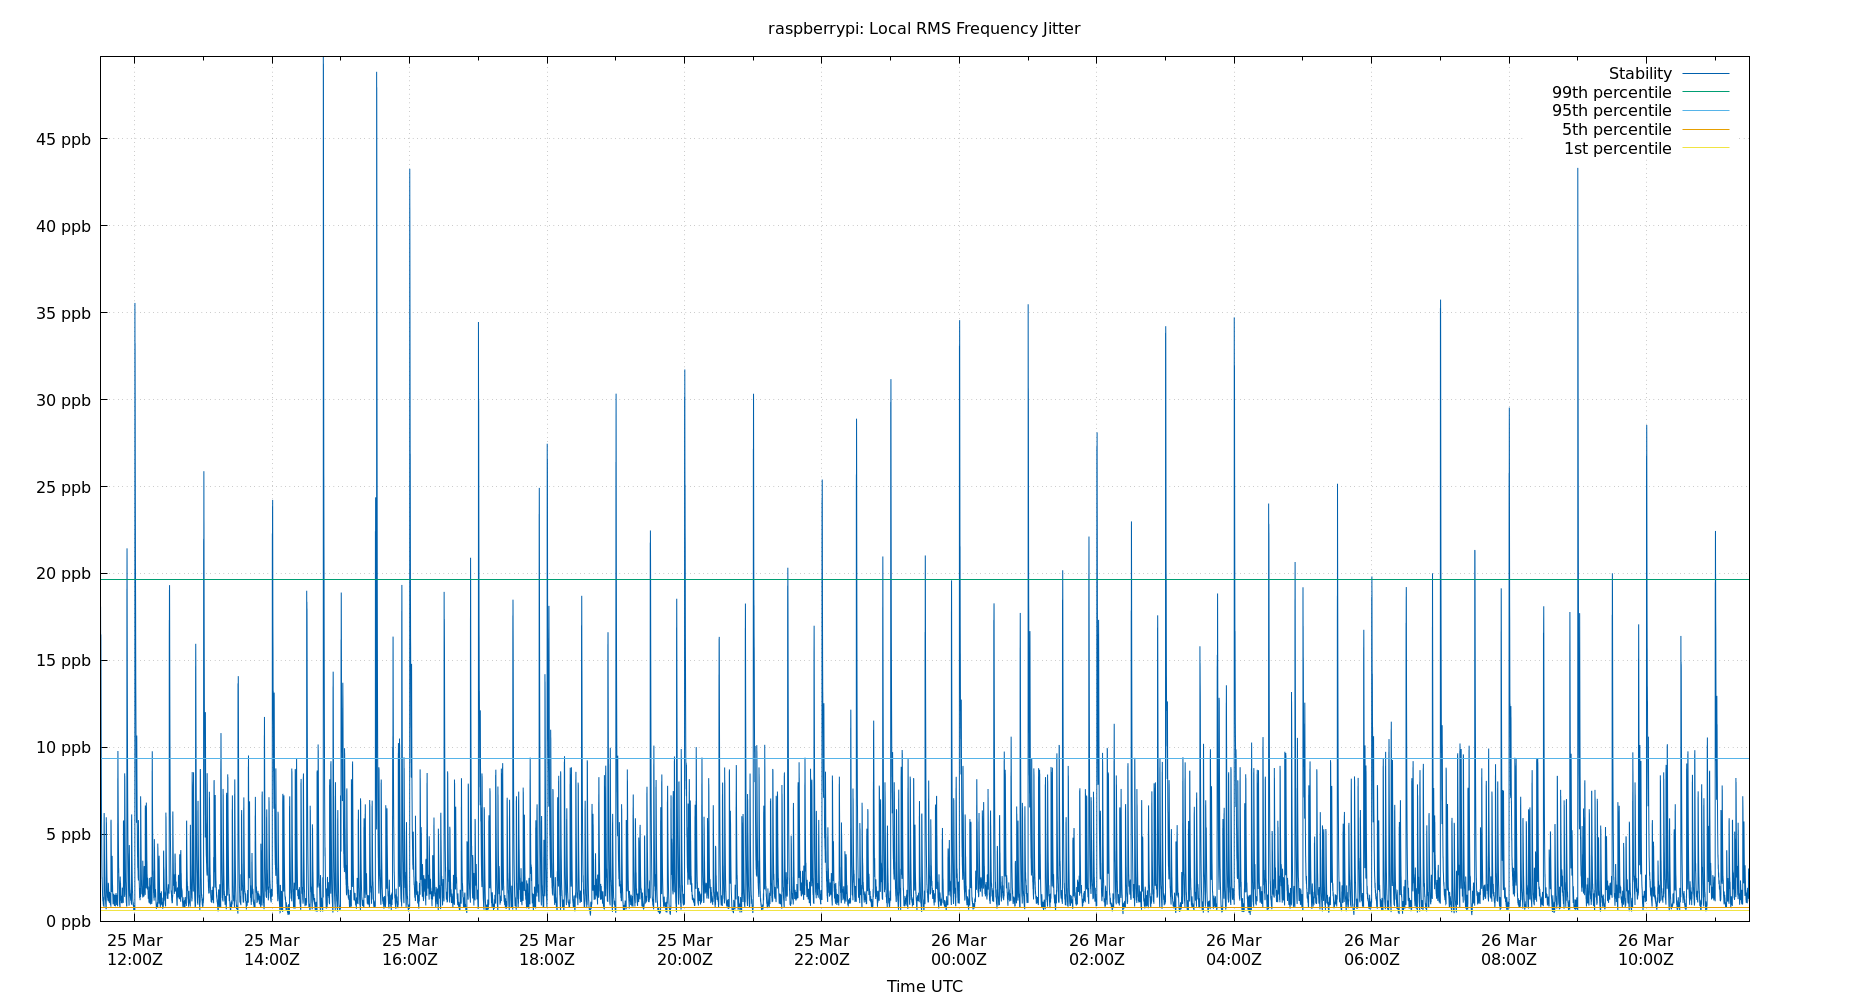 raspberrypi: Local RMS Frequency Jitter
Stability
99th percentile
95th percentile
5th percentile
1st percentile
45 ppb
40 ppb
35 ppb
30 ppb
25 ppb
20 ppb
15 ppb
10 ppb
5 ppb
0 ppb
25 Mar 25 Mar 25 Mar 25 Mar 25 Mar 25 Mar 26 Mar 26 Mar 26 Mar 26 Mar 26 Mar 26 Mar
12:00Z 14:00Z 16:00Z 18:00Z 20:00Z 22:00Z 00:00Z 02:00Z 04:00Z 06:00Z 08:00Z 10:00Z
Time UTC